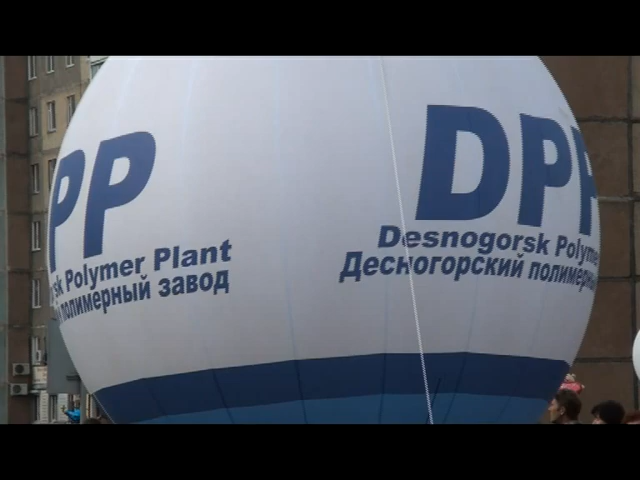 PP
sk Polymer Plant
полимерный завод
DPP
Desnogorsk Polyme
Десногорский полимерн